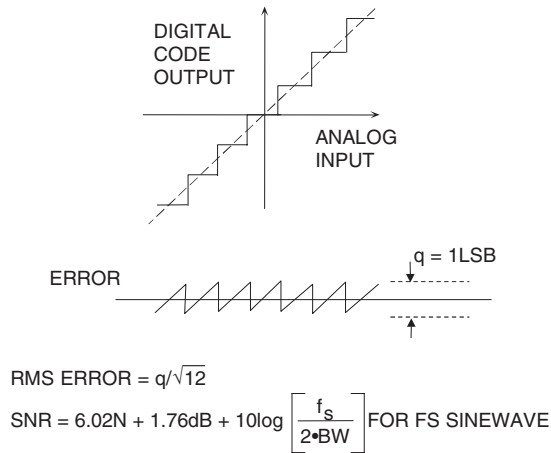 DIGITAL
CODE
OUTPUT
ANALOG
INPUT
ERROR
q = 1LSB
RMS ERROR = q/√12
SNR = 6.02N + 1.76dB + 10log [fs / 2•BW] FOR FS SINEWAVE